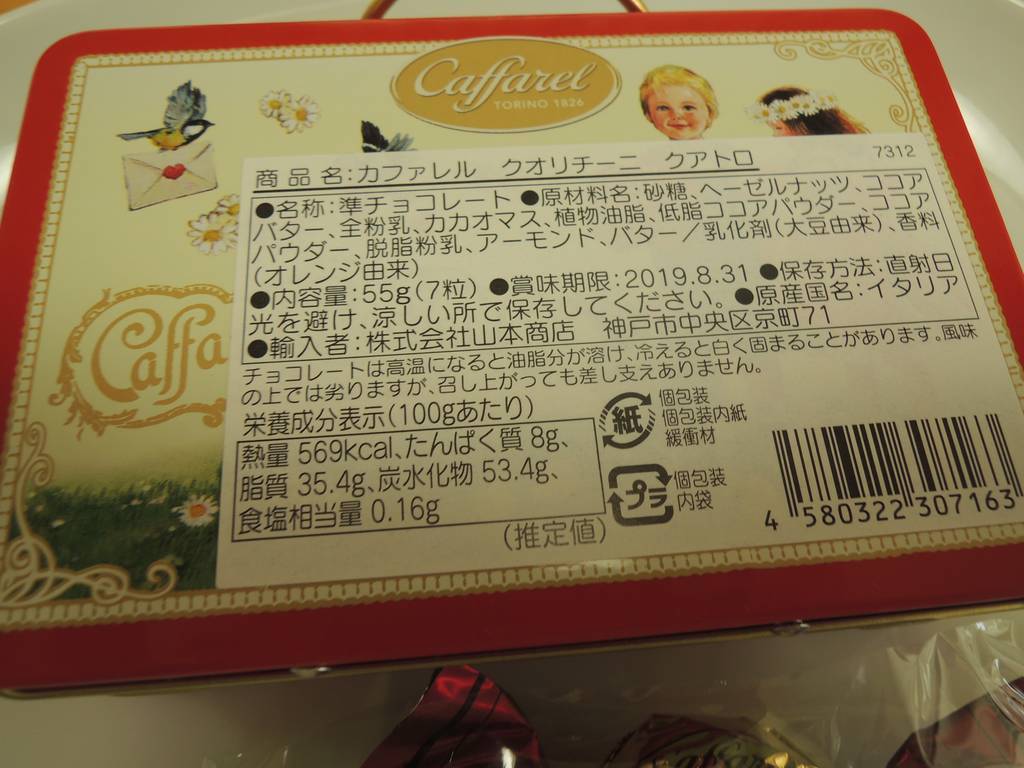 Caffarel
TORINO 1826
7312
商品名:カファレル クオリチーニ クアトロ
●名称:準チョコレート ●原材料名:砂糖、ヘーゼルナッツ、ココア
バター、全粉乳、カカオマス、植物油脂、低脂ココアパウダー、ココア
パウダー、脱脂粉乳、アーモンド、バター/乳化剤(大豆由来)、香料
(オレンジ由来)
●内容量:55g(7粒) ●賞味期限:2019.8.31 ●保存方法:直射日
光を避け、涼しい所で保存してください。●原産国名:イタリア
●輸入者:株式会社山本商店 神戸市中央区京町71
チョコレートは高温になると油脂分が溶け、冷えると白く固まることがあります。風味
の上では劣りますが、召し上がっても差し支えありません。
栄養成分表示(100gあたり)
熱量 569kcal、たんぱく質 8g、
脂質 35.4g、炭水化物 53.4g、
食塩相当量 0.16g
(推定値)
紙
個包装
個包装内紙
緩衝材
プラ
個包装
内袋
4 580322 307163
Caffa